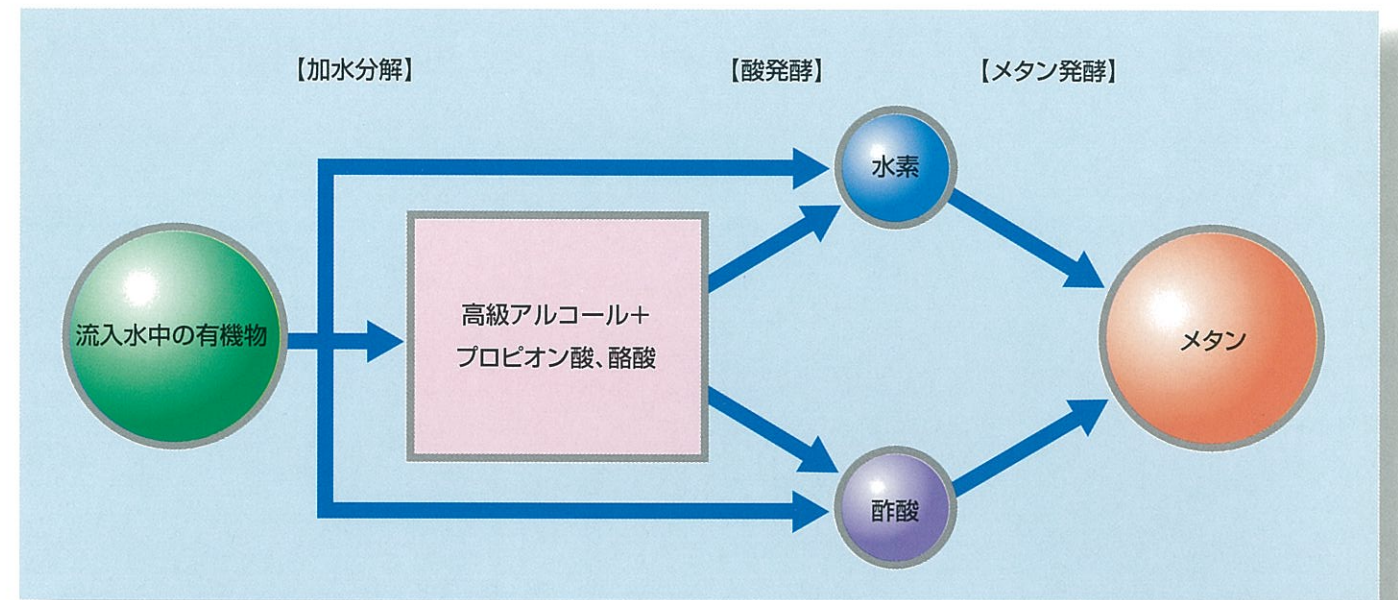 【加水分解】
【酸発酵】
【メタン発酵】
水素
流入水中の有機物
高級アルコール＋
プロピオン酸、酪酸
メタン
酢酸